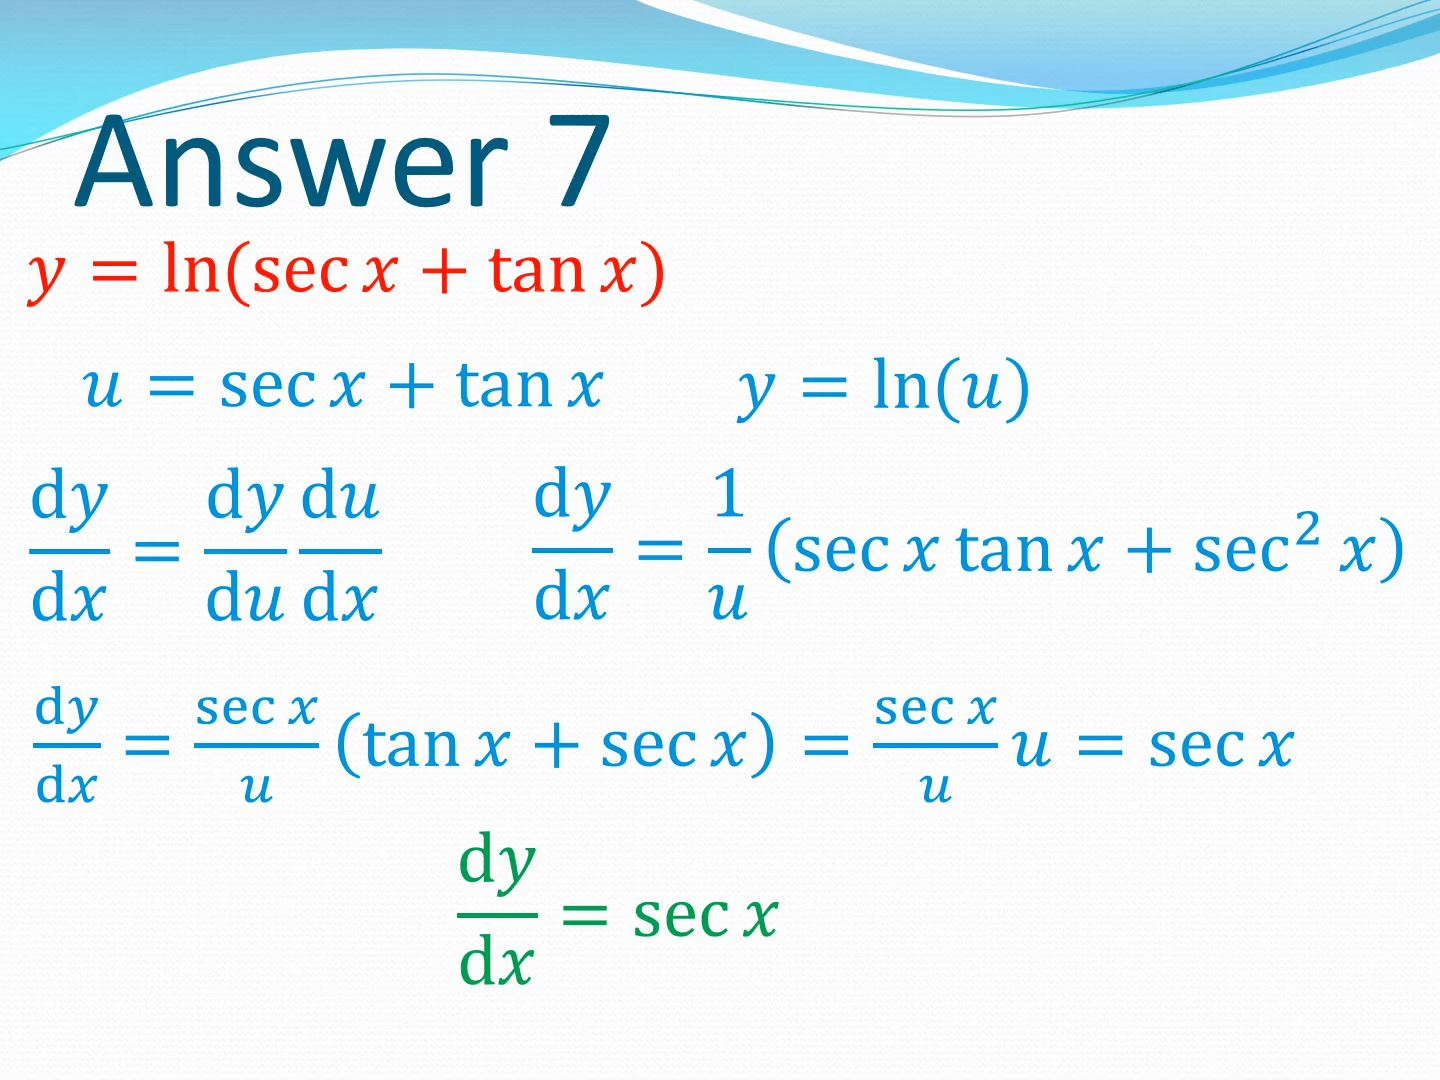 Answer 7
y = ln(sec x + tan x)
u = sec x + tan x    y = ln(u)
dy/dx = dy/du du/dx    dy/dx = 1/u (sec x tan x + sec² x)
dy/dx = sec x/u (tan x + sec x) = sec x/u u = sec x
dy/dx = sec x